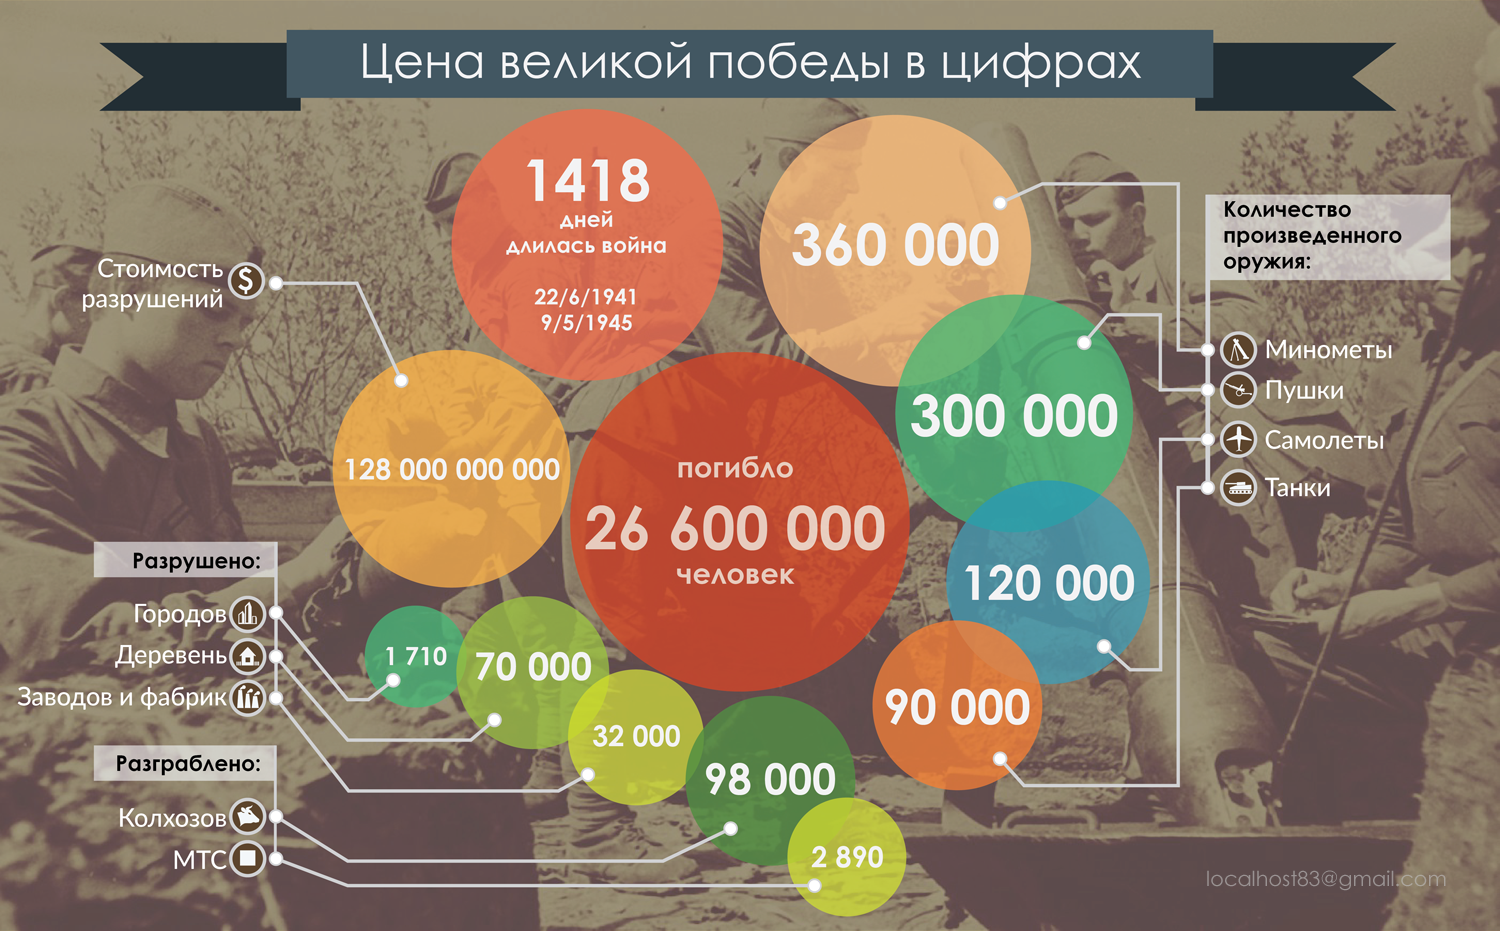 Цена великой победы в цифрах
1418
дней
длилась война
22/6/1941
9/5/1945
360 000
Количество
произведенного
оружия:
Минометы
Пушки
Самолеты
Танки
300 000
120 000
90 000
Стоимость
разрушений
128 000 000 000
погибло
26 600 000
человек
Разрушено:
Городов
Деревень
Заводов и фабрик
1 710
70 000
32 000
Разграблено:
Колхозов
МТС
98 000
2 890
localhost83@gmail.com